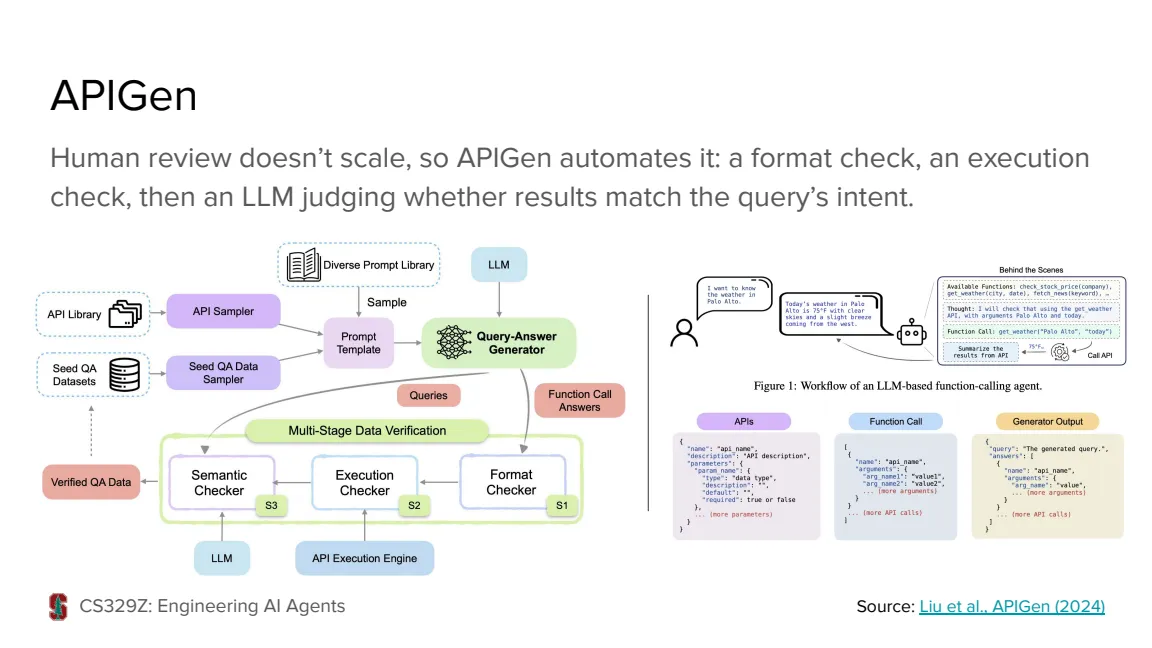 APIGen
Human review doesn’t scale, so APIGen automates it: a format check, an execution
check, then an LLM judging whether results match the query’s intent.
Diverse Prompt Library
LLM
API Library
API Sampler
Sample
Prompt
Template
Query-Answer
Generator
Seed QA
Datasets
Seed QA Data
Sampler
Queries
Function Call
Answers
Multi-Stage Data Verification
Verified QA Data
Semantic
Checker
S3
Execution
Checker
S2
Format
Checker
S1
LLM
API Execution Engine
I want to know
the weather in
Palo Alto.
Today's weather in Palo
Alto is 75°F with clear
skies and a slight breeze
coming from the west.
Behind the Scenes
Available Functions: check_stock_price(company),
get_weather(city, date), fetch_news(keyword), …
Thought: I will check that using the get_weather
API, with arguments Palo Alto and today.
Function Call: get_weather("Palo Alto", "today")
Summarize the
results from API
75°F…
Call API
Figure 1: Workflow of an LLM-based function-calling agent.
APIs
{
"name": "api_name",
"description": "API description",
"parameters": {
"param_name": {
"type": "data type",
"description": "",
"default": "",
"required": true or false
},
... (more parameters)
}
}
Function Call
[
{
"name": "api_name",
"arguments": {
"arg_name1": "value1",
"arg_name2": "value2",
... (more arguments)
}
}
... (more API calls)
]
Generator Output
{
"query": "The generated query.",
"answers": [
{
"name": "api_name",
"arguments": {
"arg_name": "value",
... (more arguments)
}
}
... (more API calls)
]
}
CS329Z: Engineering AI Agents
Source: Liu et al., APIGen (2024)